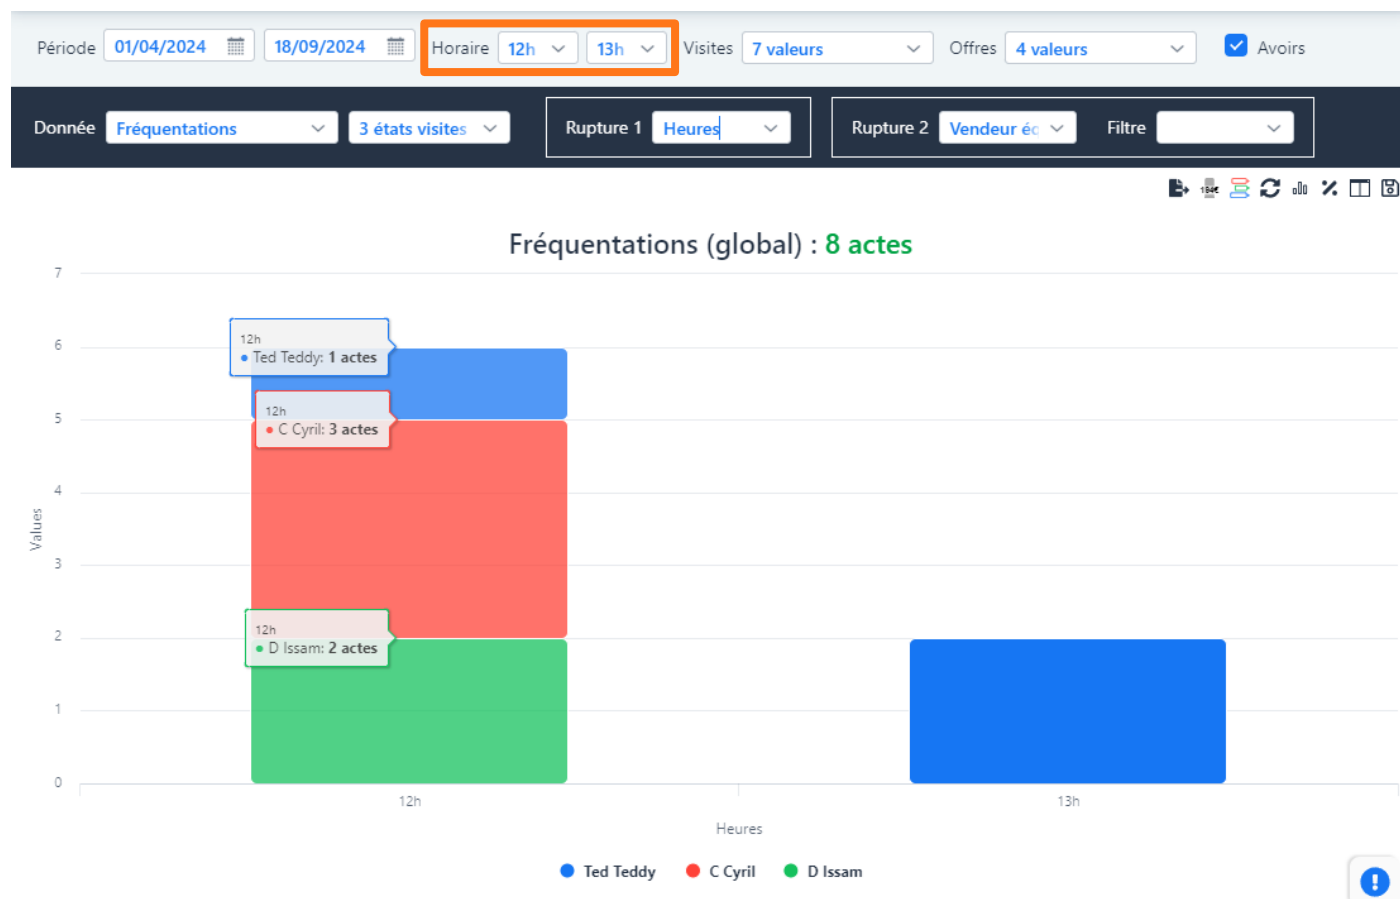 Période 01/04/2024 18/09/2024 Horaire 12h 13h Visites 7 valeurs Offres 4 valeurs Avoirs
Donnée Fréquentations 3 états visites Rupture 1 Heures Rupture 2 Vendeur éc Filtre
194€
Fréquentations (global) : 8 actes
7
6
5
4
3
2
1
0
Values
12h
Ted Teddy: 1 actes
12h
C Cyril: 3 actes
12h
D Issam: 2 actes
12h 13h
Heures
Ted Teddy C Cyril D Issam